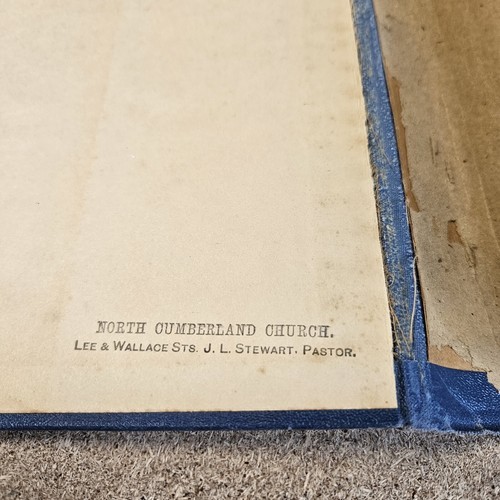 NORTH CUMBERLAND CHURCH.
LEE & WALLACE STS. J. L. STEWART, PASTOR.